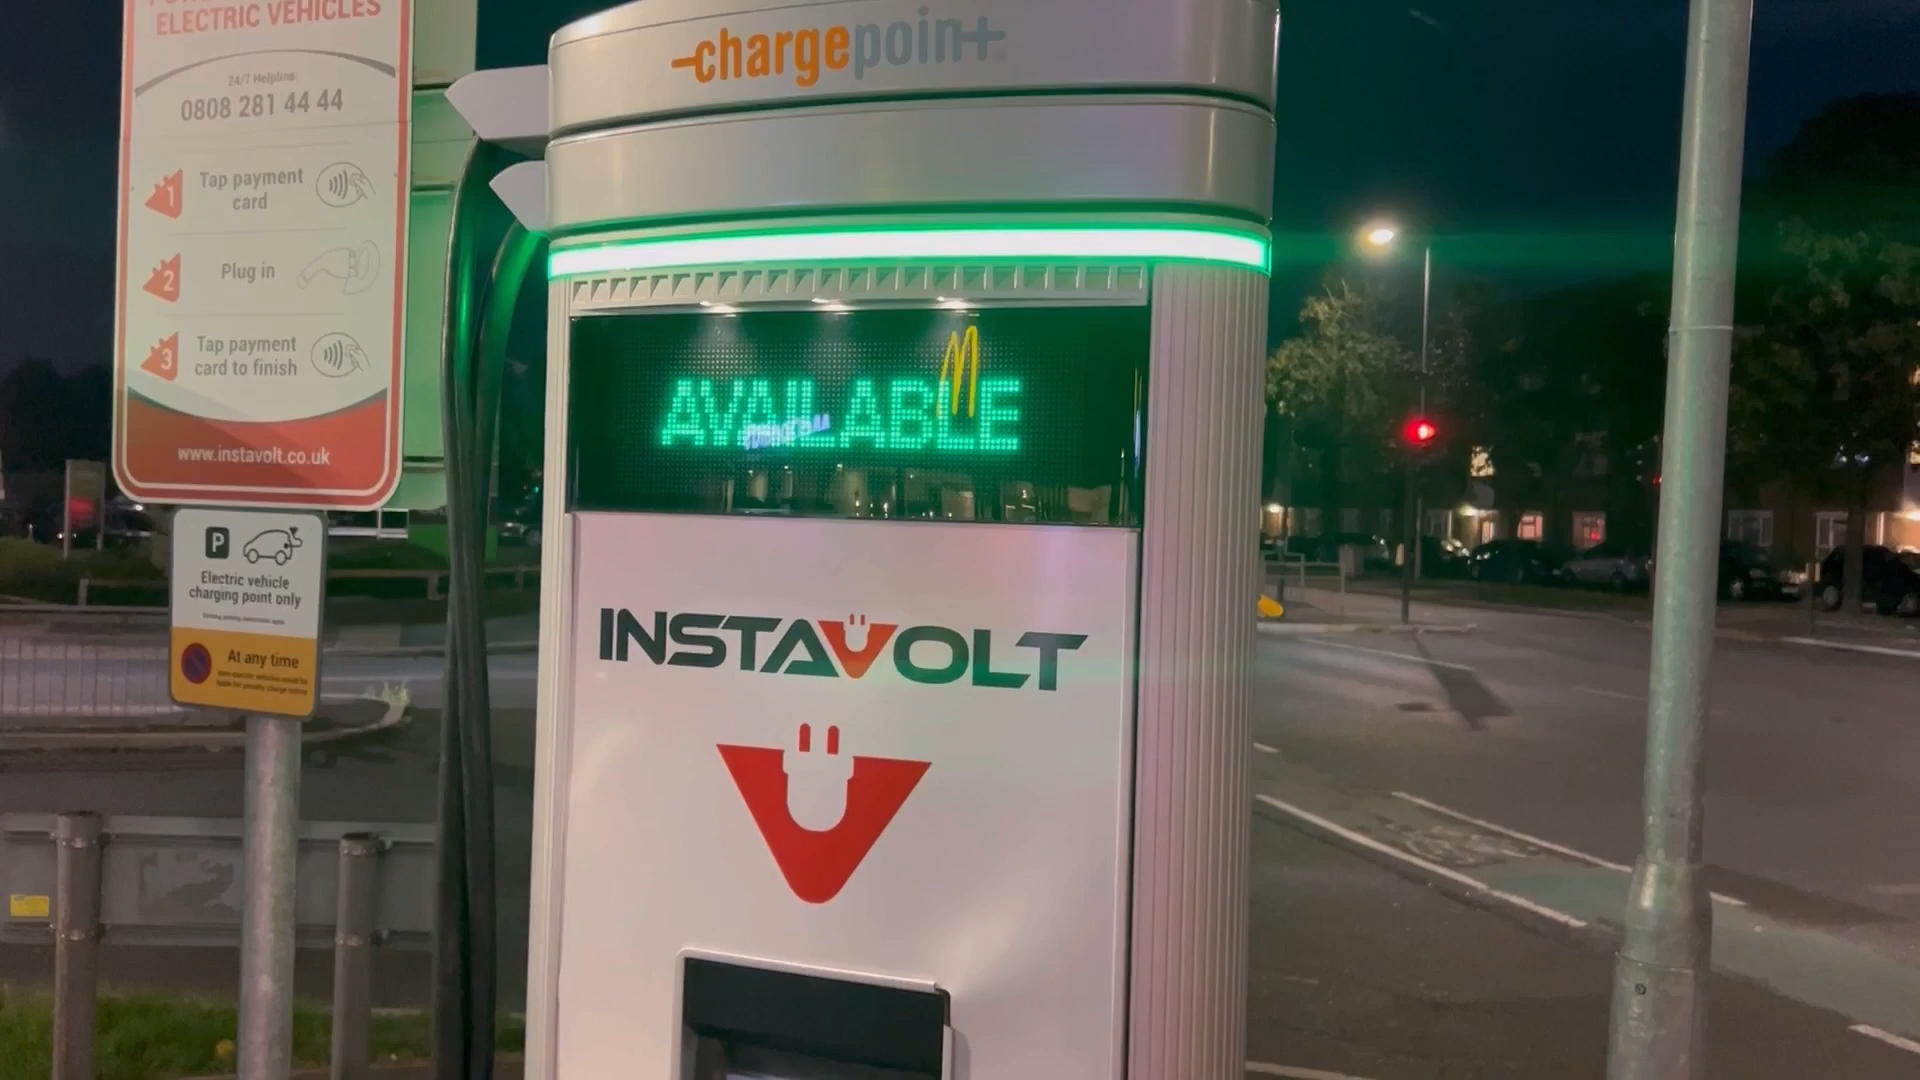 ELECTRIC VEHICLES
24/7 Helpline:
0808 281 44 44
1
Tap payment
card
2
Plug in
3
Tap payment
card to finish
www.instavolt.co.uk
P
Electric vehicle
charging point only
At any time
chargepoint
AVAILABLE
INSTAVOLT